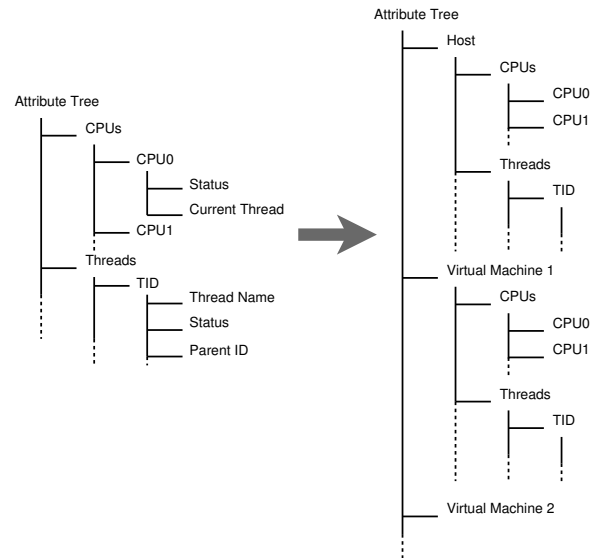 Attribute Tree
CPUs
CPU0
Status
Current Thread
CPU1
Threads
TID
Thread Name
Status
Parent ID
Attribute Tree
Host
CPUs
CPU0
CPU1
Threads
TID
Virtual Machine 1
CPUs
CPU0
CPU1
Threads
TID
Virtual Machine 2